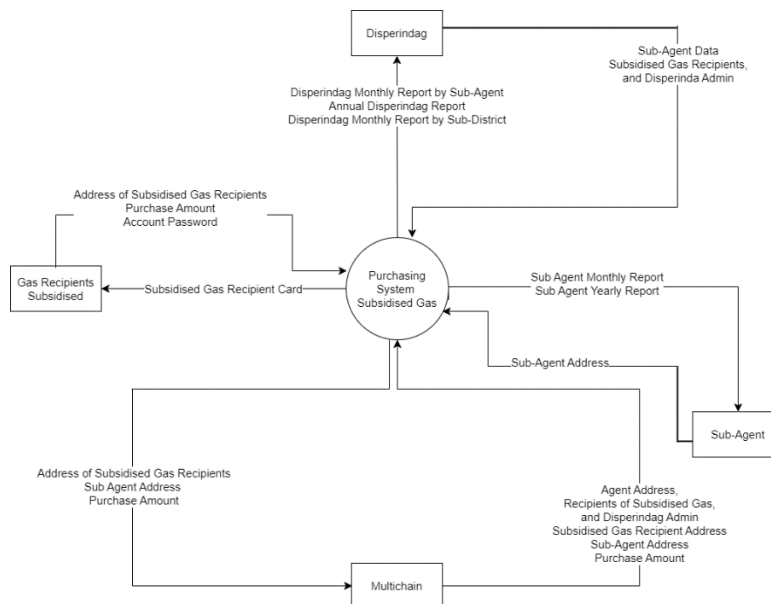 Disperindag
Sub-Agent Data
Subsidised Gas Recipients,
and Disperinda Admin
Disperindag Monthly Report by Sub-Agent
Annual Disperindag Report
Disperindag Monthly Report by Sub-District
Address of Subsidised Gas Recipients
Purchase Amount
Account Password
Gas Recipients
Subsidised
Subsidised Gas Recipient Card
Purchasing
System
Subsidised Gas
Sub Agent Monthly Report
Sub Agent Yearly Report
Sub-Agent Address
Sub-Agent
Address of Subsidised Gas Recipients
Sub Agent Address
Purchase Amount
Agent Address,
Recipients of Subsidised Gas,
and Disperindag Admin
Subsidised Gas Recipient Address
Sub-Agent Address
Purchase Amount
Multichain